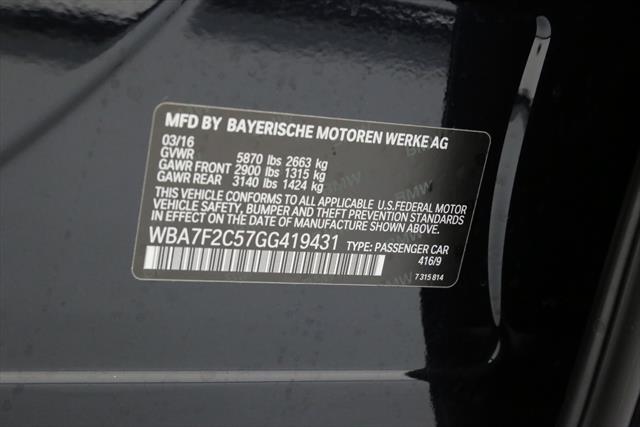 MFD BY BAYERISCHE MOTOREN WERKE AG
03/16
GVWR 5870 lbs 2663 kg
GAWR FRONT 2900 lbs 1315 kg
GAWR REAR 3140 lbs 1424 kg
THIS VEHICLE CONFORMS TO ALL APPLICABLE U.S.FEDERAL MOTOR
VEHICLE SAFETY, BUMPER AND THEFT PREVENTION STANDARDS
IN EFFECT ON THE DATE OF MANUFACTURE SHOWN ABOVE.
WBA7F2C57GG419431 TYPE: PASSENGER CAR
416/9
7 315 814